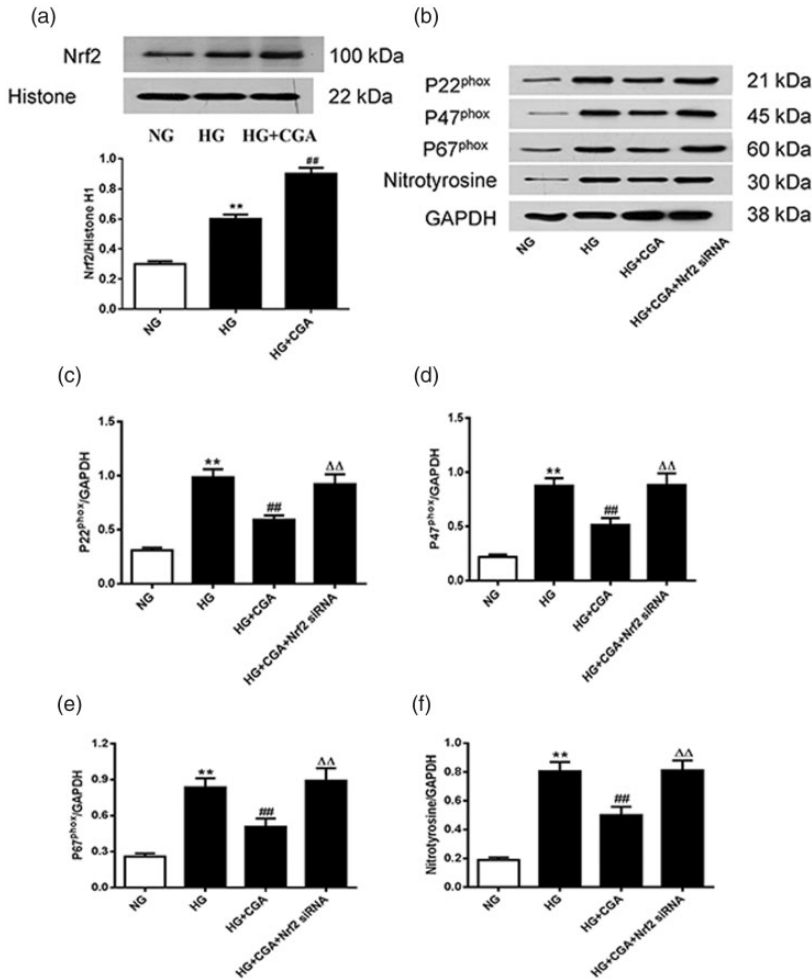 (a)
Nrf2 100 kDa
Histone 22 kDa
NG HG HG+CGA
##
**
Nrf2/Histone H1
1.0
0.8
0.6
0.4
0.2
0.0
NG HG HG+CGA
(b)
P22phox 21 kDa
P47phox 45 kDa
P67phox 60 kDa
Nitrotyrosine 30 kDa
GAPDH 38 kDa
NG HG HG+CGA HG+CGA+Nrf2 siRNA
(c)
P22phox/GAPDH
1.5
1.0
0.5
0.0
** ## ΔΔ
NG HG HG+CGA HG+CGA+Nrf2 siRNA
(d)
P47phox/GAPDH
1.5
1.0
0.5
0.0
** ## ΔΔ
NG HG HG+CGA HG+CGA+Nrf2 siRNA
(e)
P67phox/GAPDH
1.2
0.9
0.6
0.3
0.0
** ## ΔΔ
NG HG HG+CGA HG+CGA+Nrf2 siRNA
(f)
Nitrotyrosine/GAPDH
1.0
0.8
0.6
0.4
0.2
0.0
** ## ΔΔ
NG HG HG+CGA HG+CGA+Nrf2 siRNA